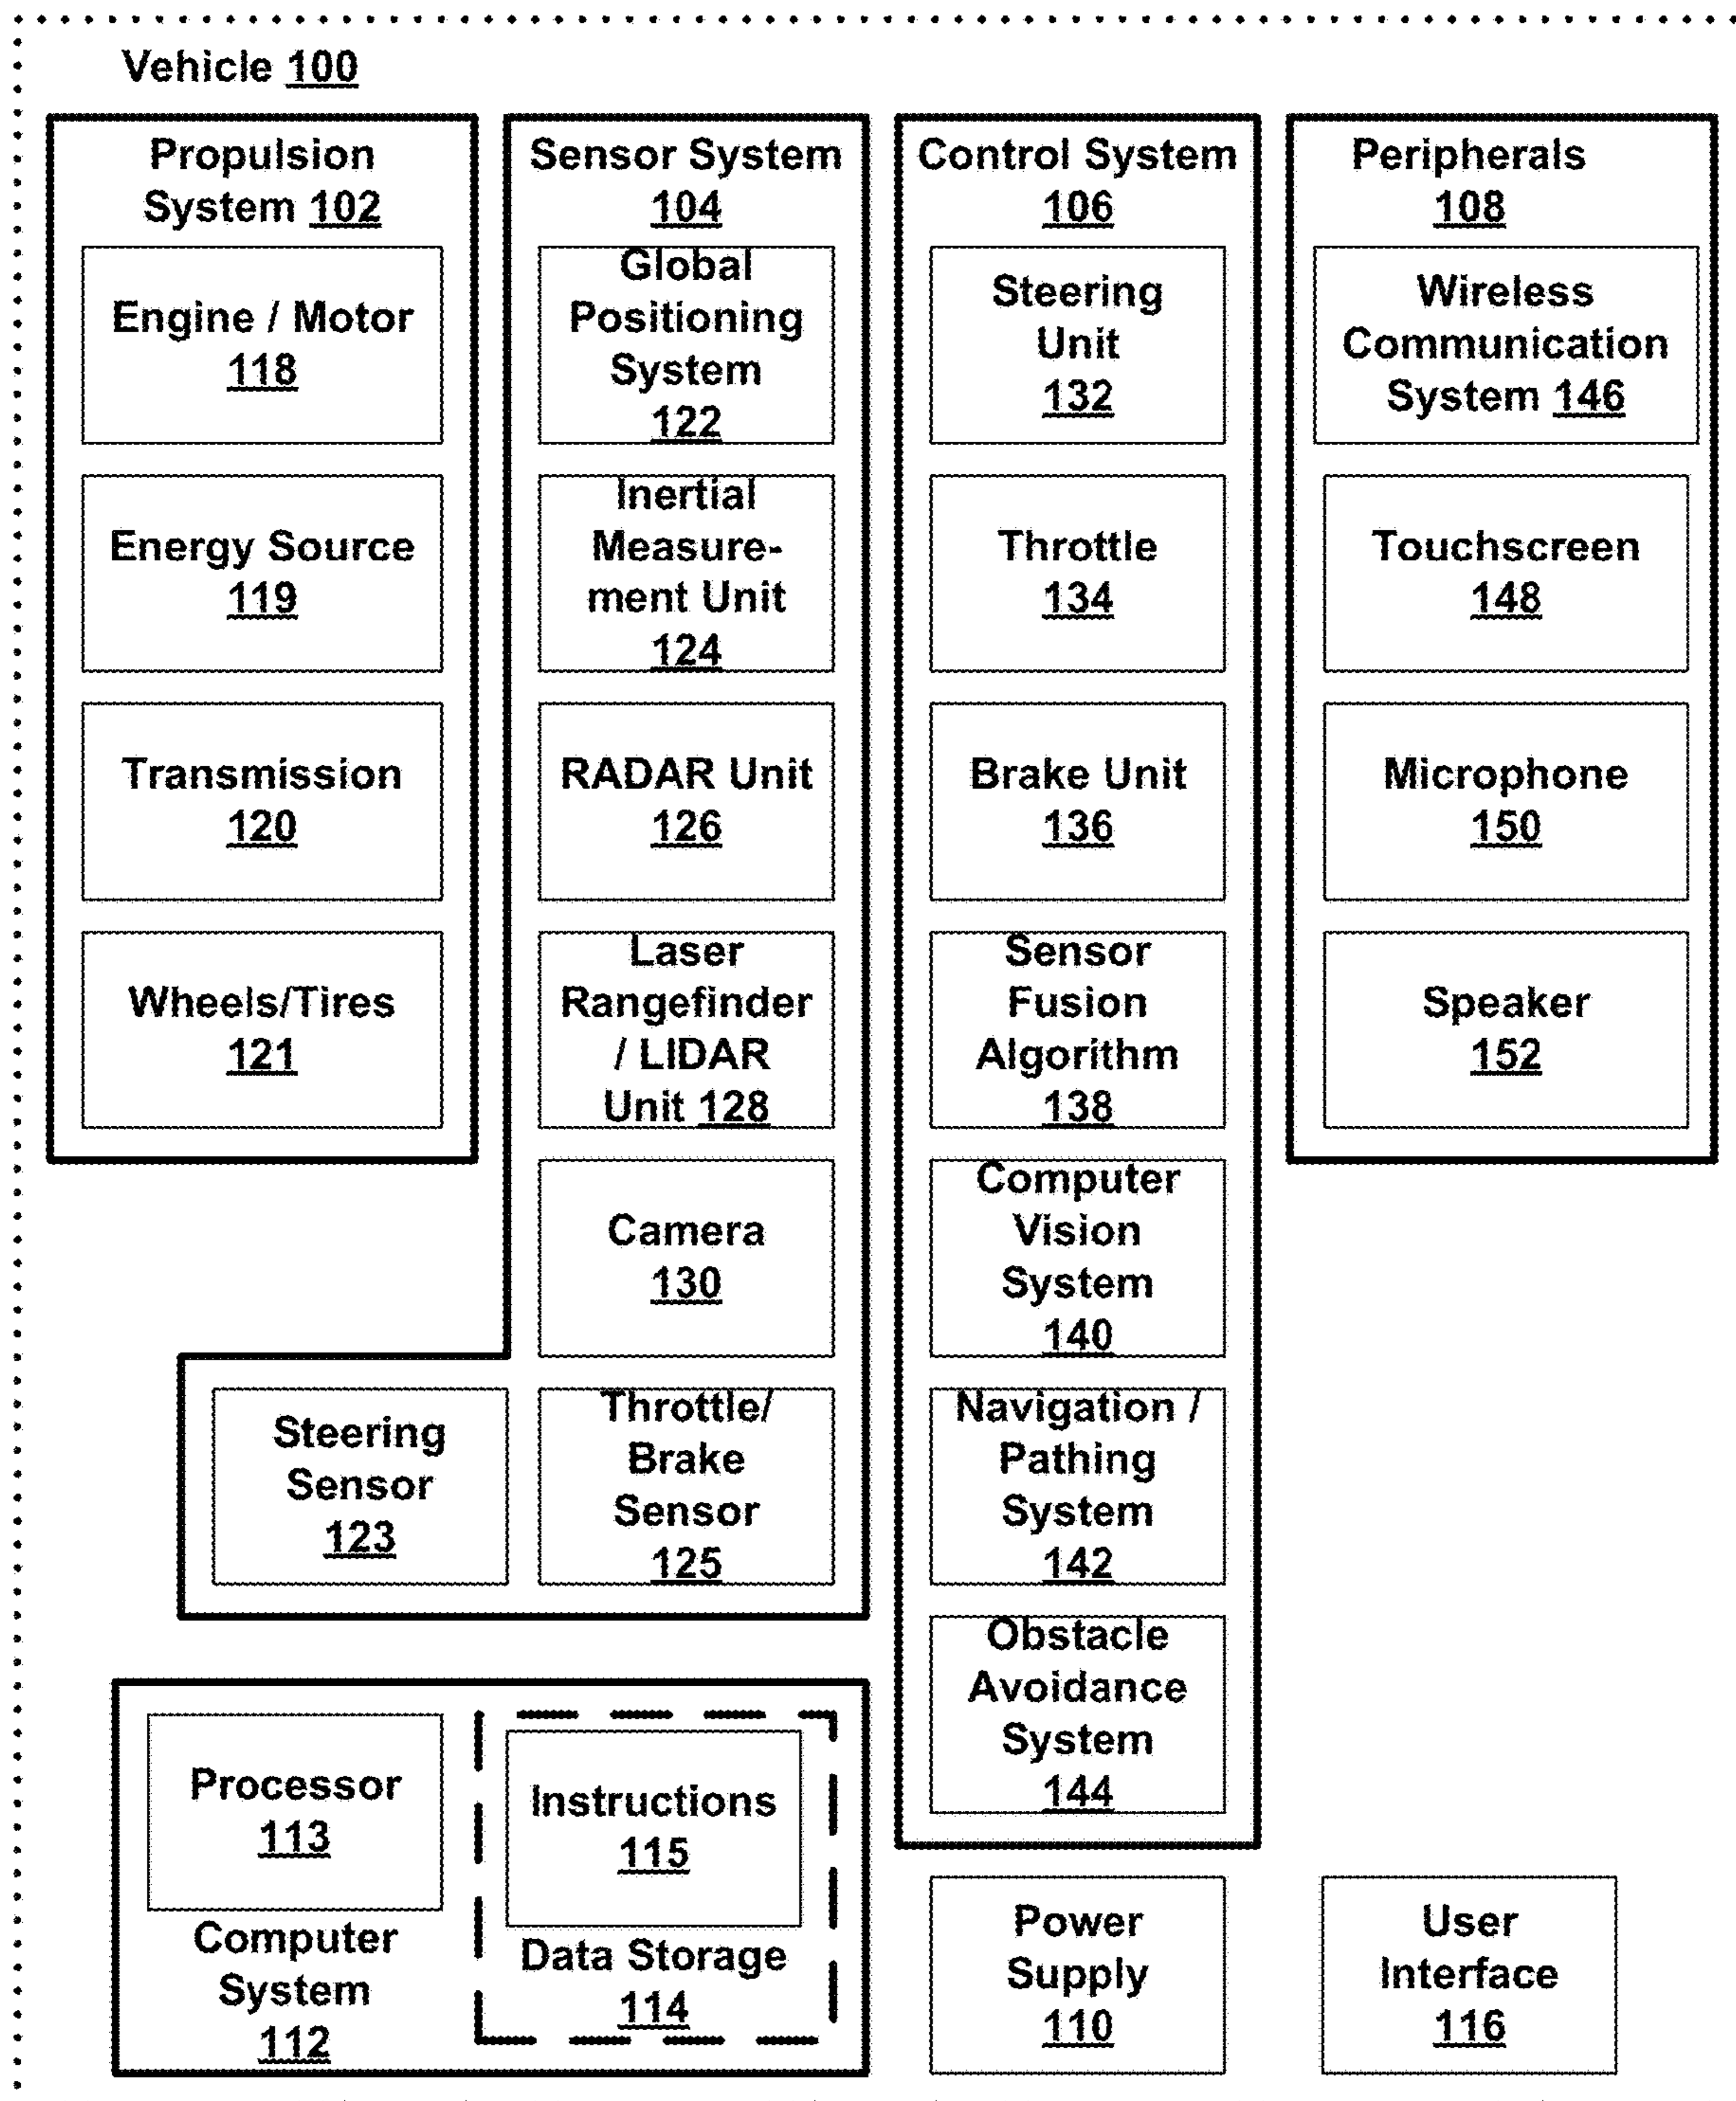 Vehicle 100
Propulsion
System 102
Engine / Motor
118
Energy Source
119
Transmission
120
Wheels/Tires
121
Sensor System
104
Global
Positioning
System
122
Inertial
Measure-
ment Unit
124
RADAR Unit
126
Laser
Rangefinder
/ LIDAR
Unit 128
Camera
130
Steering
Sensor
123
Throttle/
Brake
Sensor
125
Control System
106
Steering
Unit
132
Throttle
134
Brake Unit
136
Sensor
Fusion
Algorithm
138
Computer
Vision
System
140
Navigation /
Pathing
System
142
Obstacle
Avoidance
System
144
Peripherals
108
Wireless
Communication
System 146
Touchscreen
148
Microphone
150
Speaker
152
Processor
113
Computer
System
112
Instructions
115
Data Storage
114
Power
Supply
110
User
Interface
116